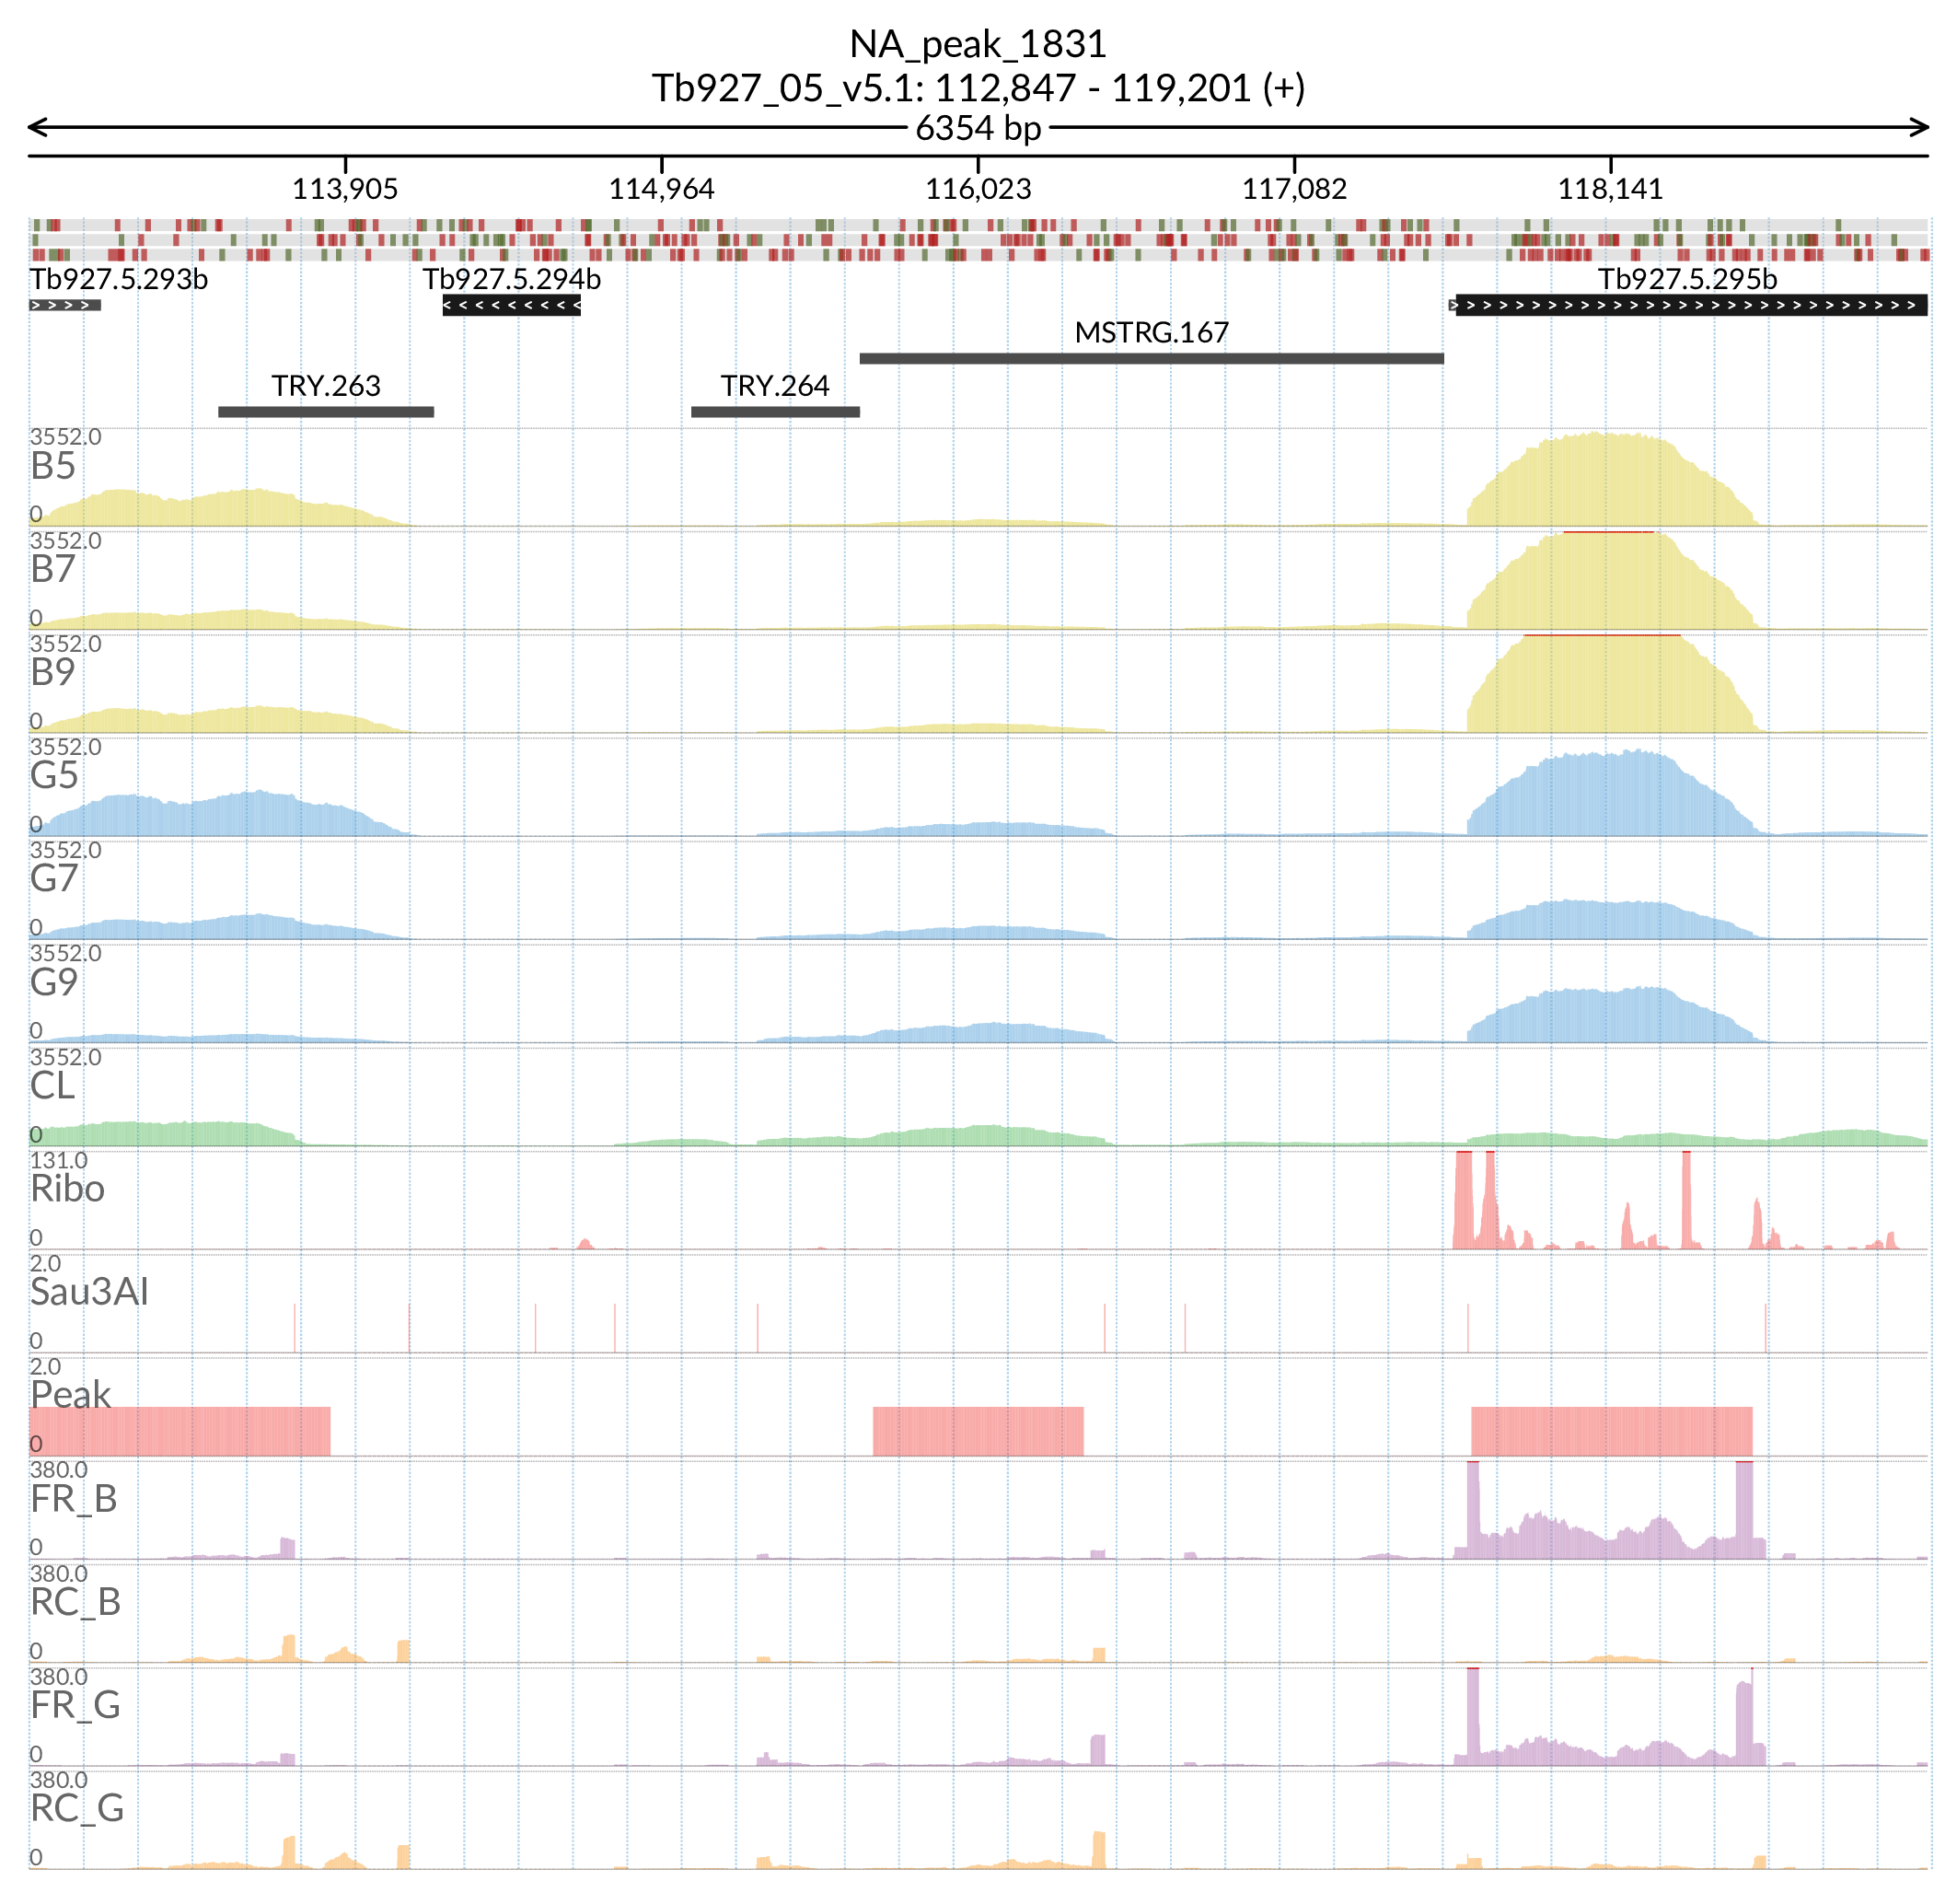 NA_peak_1831
Tb927_05_v5.1: 112,847 - 119,201 (+)
6354 bp
113,905 114,964 116,023 117,082 118,141
Tb927.5.293b Tb927.5.294b Tb927.5.295b
MSTRG.167
TRY.263 TRY.264
3552.0
B5
0
3552.0
B7
0
3552.0
B9
0
3552.0
G5
0
3552.0
G7
0
3552.0
G9
0
3552.0
CL
0
131.0
Ribo
0
2.0
Sau3AI
0
2.0
Peak
0
380.0
FR_B
0
380.0
RC_B
0
380.0
FR_G
0
380.0
RC_G
0